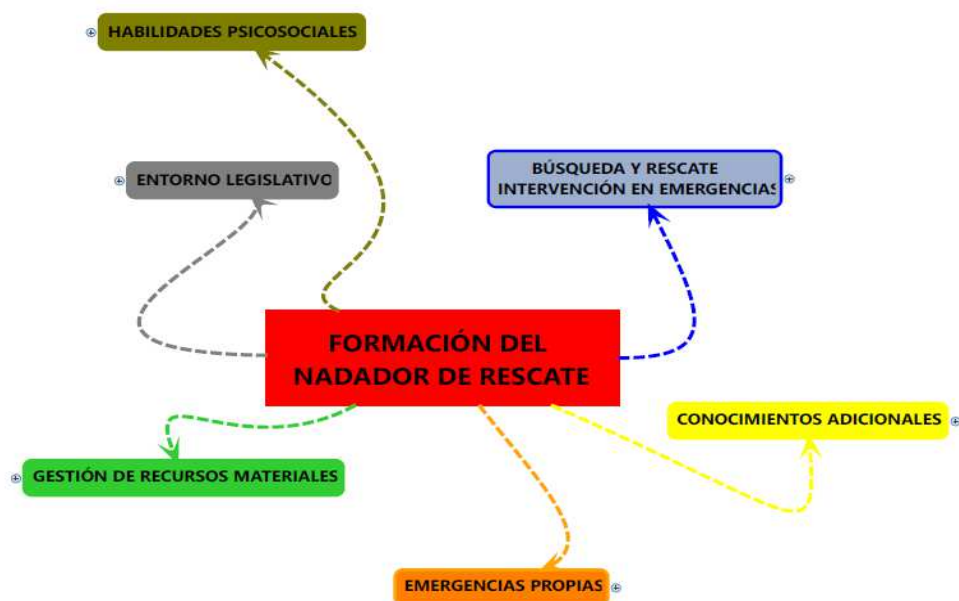 HABILIDADES PSICOSOCIALES
ENTORNO LEGISLATIVO
BÚSQUEDA Y RESCATE
INTERVENCIÓN EN EMERGENCIAS
FORMACIÓN DEL
NADADOR DE RESCATE
CONOCIMIENTOS ADICIONALES
GESTIÓN DE RECURSOS MATERIALES
EMERGENCIAS PROPIAS